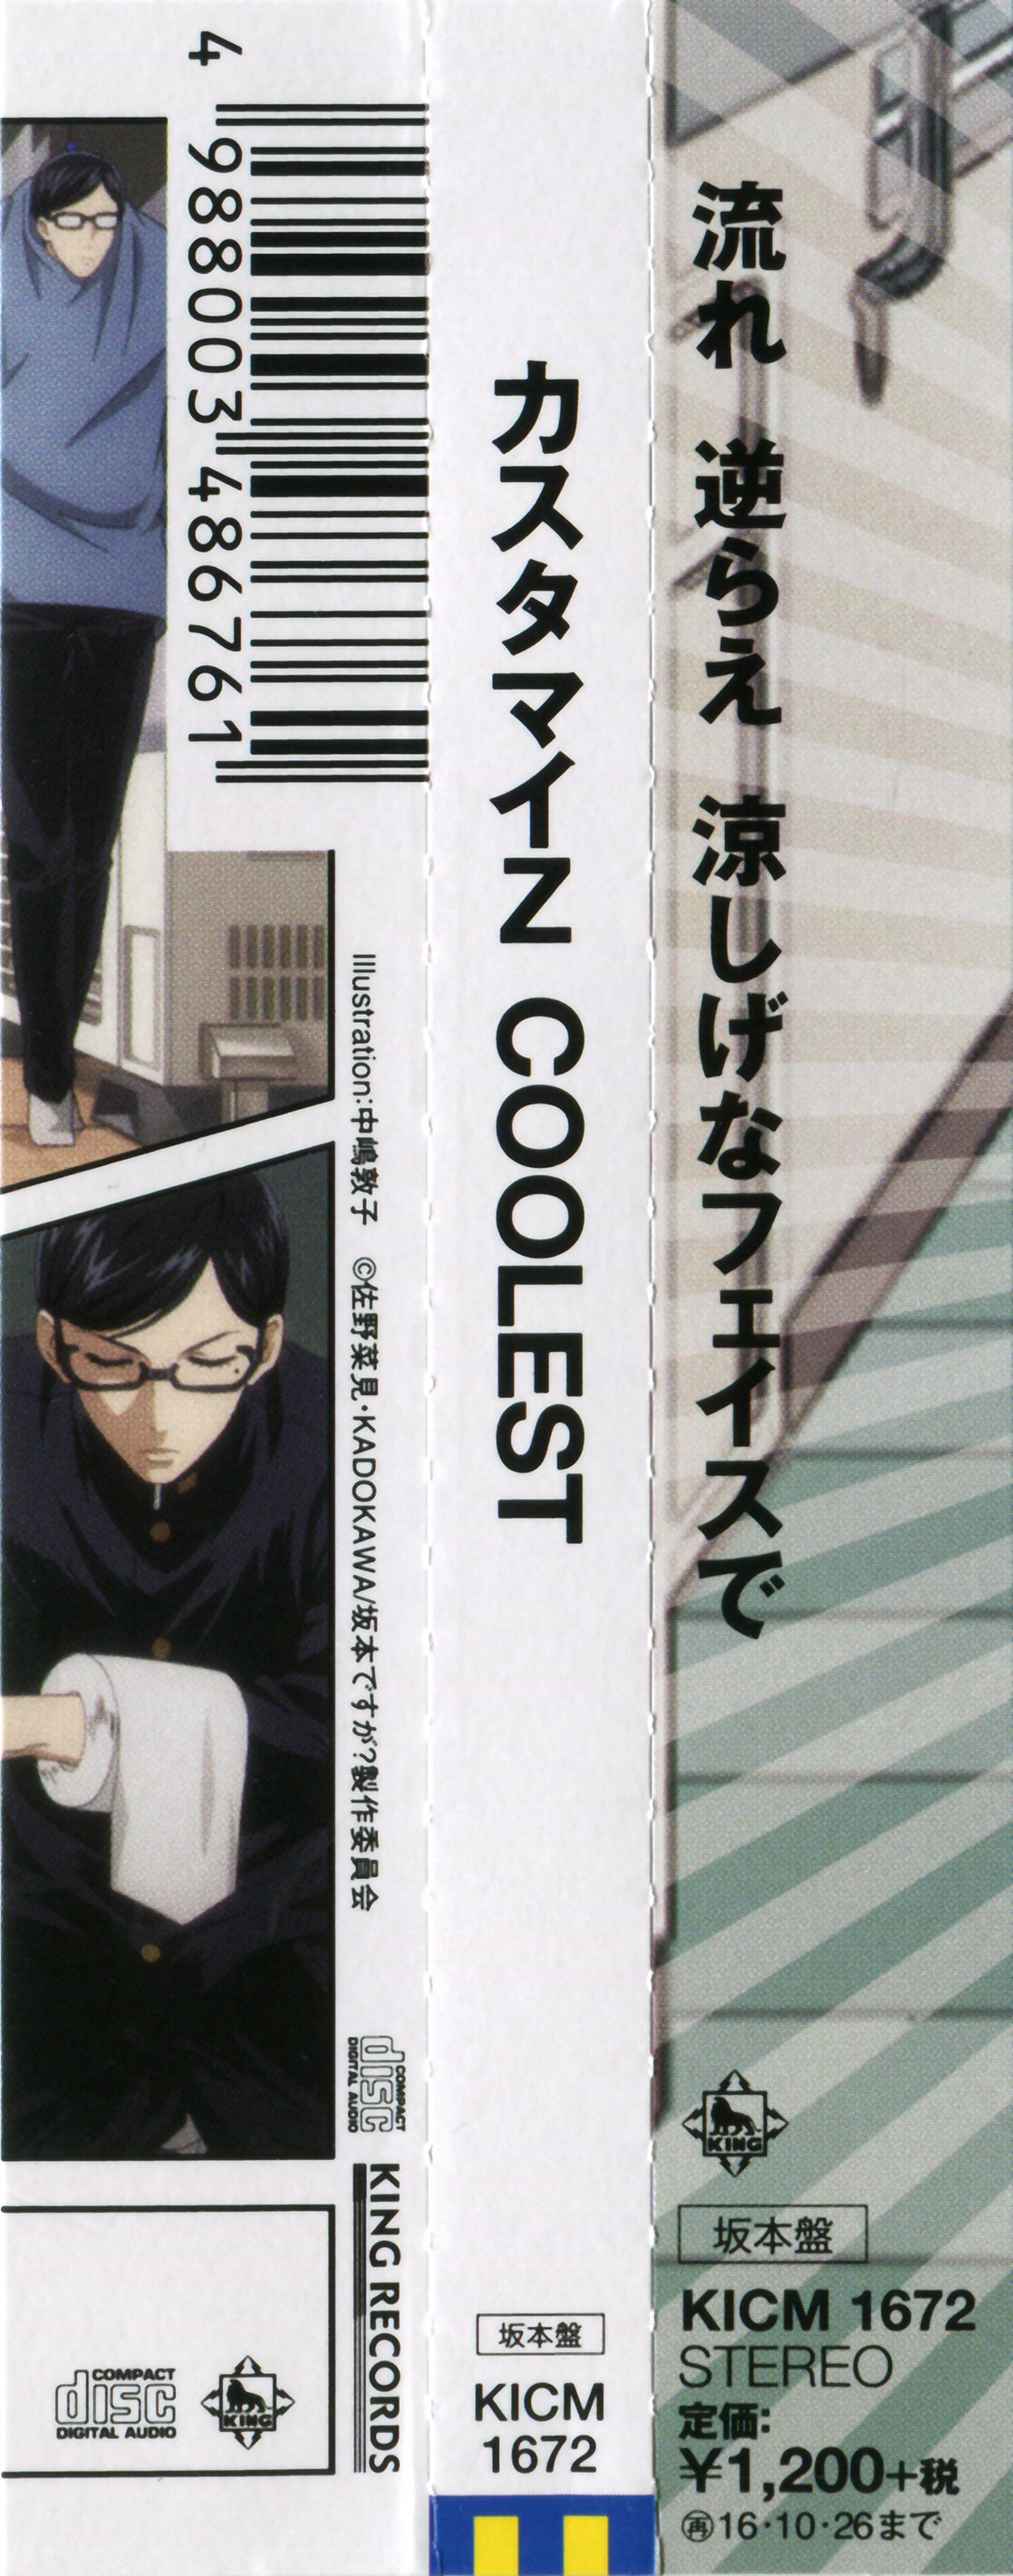 流れ 逆らえ 涼しげなフェイスで
KING
坂本盤
KICM 1672
STEREO
定価:
¥1,200+税
㊢16·10·26まで
カスタマイZ COOLEST
坂本盤
KICM
1672
4 988003 486761
Illustration:中嶋敦子 ©佐野菜見・KADOKAWA/坂本ですが?製作委員会
COMPACT
disc
DIGITAL AUDIO
KING RECORDS
COMPACT
disc
DIGITAL AUDIO
KING